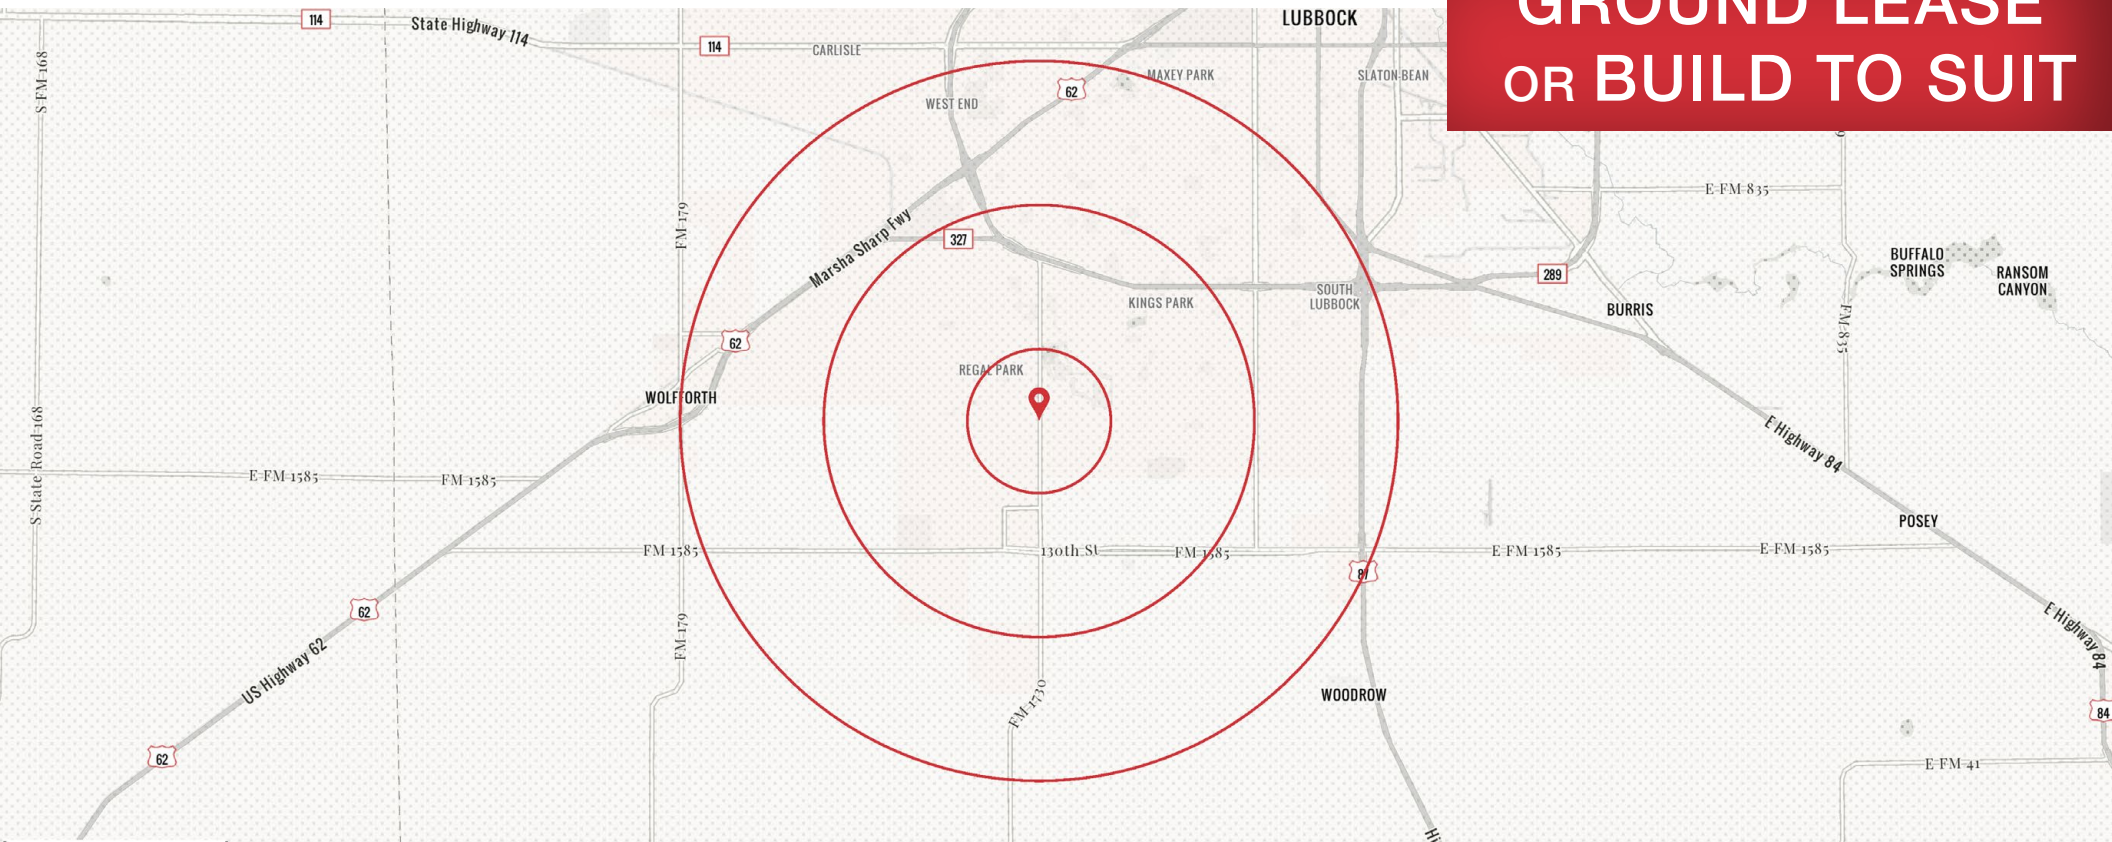 GROUND LEASE
OR BUILD TO SUIT
114
State Highway 114
LUBBOCK
114
CARLISLE
S FM 168
62
MAXEY PARK
SLATON-BEAN
WEST END
E FM 835
FM 179
Marsha Sharp Fwy
327
BUFFALO
SPRINGS
RANSOM
CANYON
289
SOUTH
LUBBOCK
KINGS PARK
BURRIS
FM 835
62
REGAL PARK
WOLFFORTH
S State Road 168
E Highway 84
E FM 1585
FM 1585
POSEY
FM 1585
130th St
FM 1585
E FM 1585
E FM 1585
87
62
E Highway 84
FM 179
US Highway 62
FM 1730
WOODROW
84
62
E FM 41
Hi